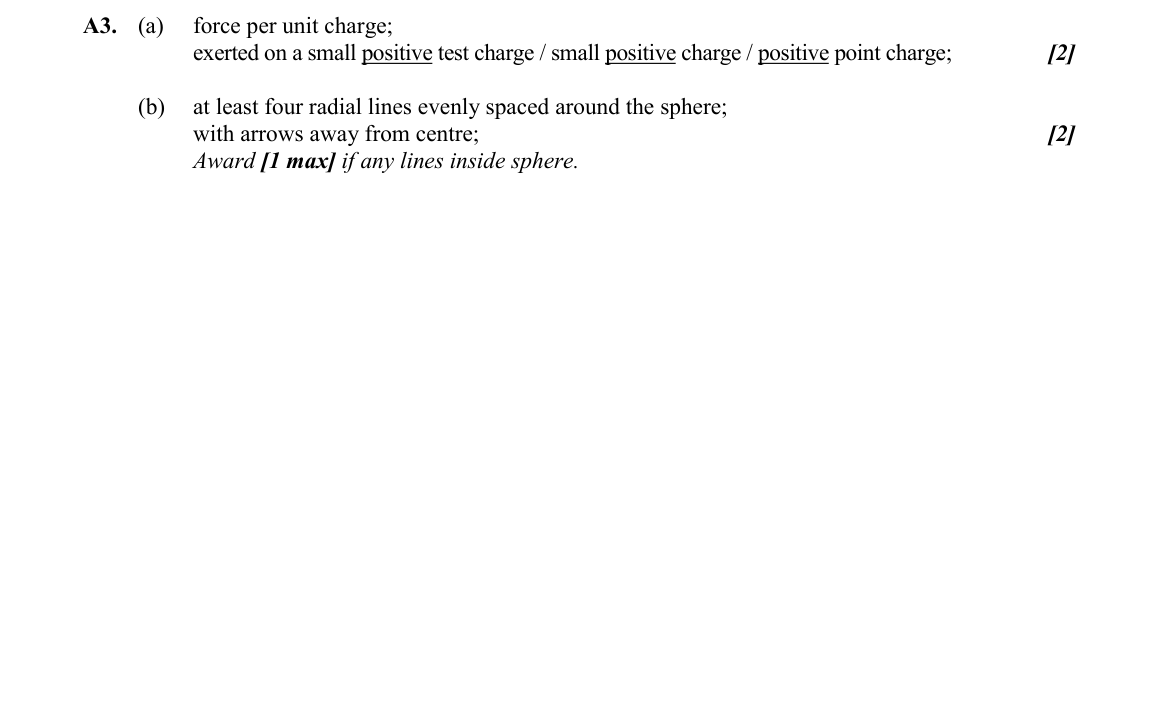 A3. (a) force per unit charge;
exerted on a small positive test charge / small positive charge / positive point charge; [2]
(b) at least four radial lines evenly spaced around the sphere;
with arrows away from centre; [2]
Award [1 max] if any lines inside sphere.